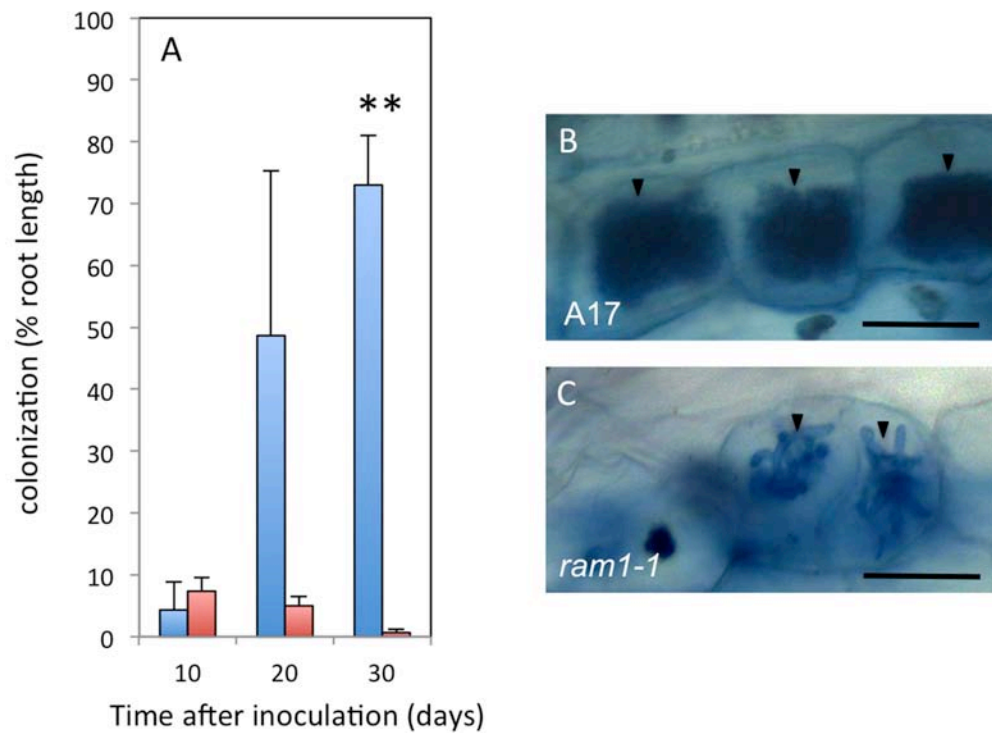 A
**
100
90
80
70
60
50
40
30
20
10
0
colonization (% root length)
10 20 30
Time after inoculation (days)
B
A17
C
ram1-1